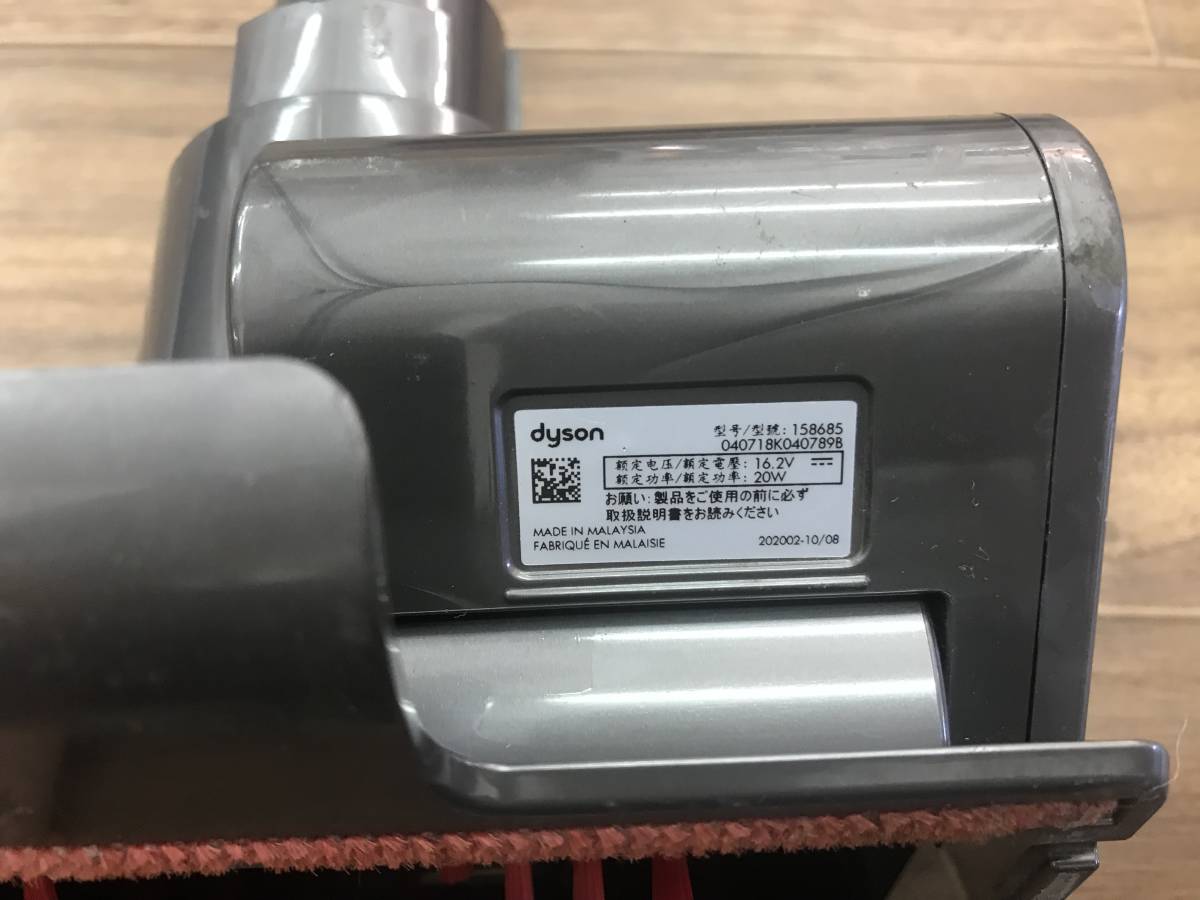 dyson
型号/型號: 158685
040718K040789B
额定电压/額定電壓: 16.2V
额定功率/額定功率: 20W
お願い: 製品をご使用の前に必ず
取扱説明書をお読みください
MADE IN MALAYSIA
FABRIQUÉ EN MALAISIE
202002-10/08